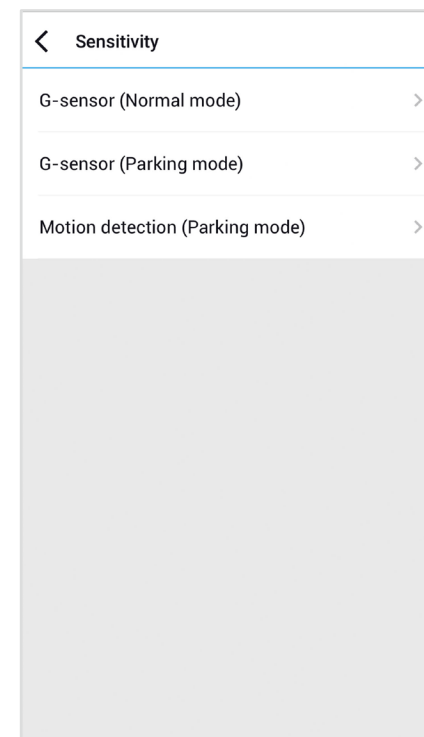 Sensitivity
G-sensor (Normal mode)
G-sensor (Parking mode)
Motion detection (Parking mode)